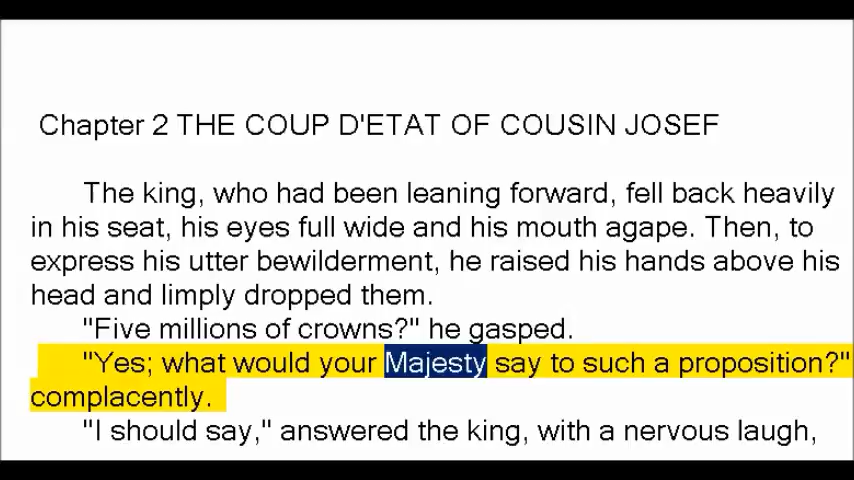 Chapter 2 THE COUP D'ETAT OF COUSIN JOSEF
The king, who had been leaning forward, fell back heavily
in his seat, his eyes full wide and his mouth agape. Then, to
express his utter bewilderment, he raised his hands above his
head and limply dropped them.
"Five millions of crowns?" he gasped.
"Yes; what would your Majesty say to such a proposition?"
complacently.
"I should say," answered the king, with a nervous laugh,